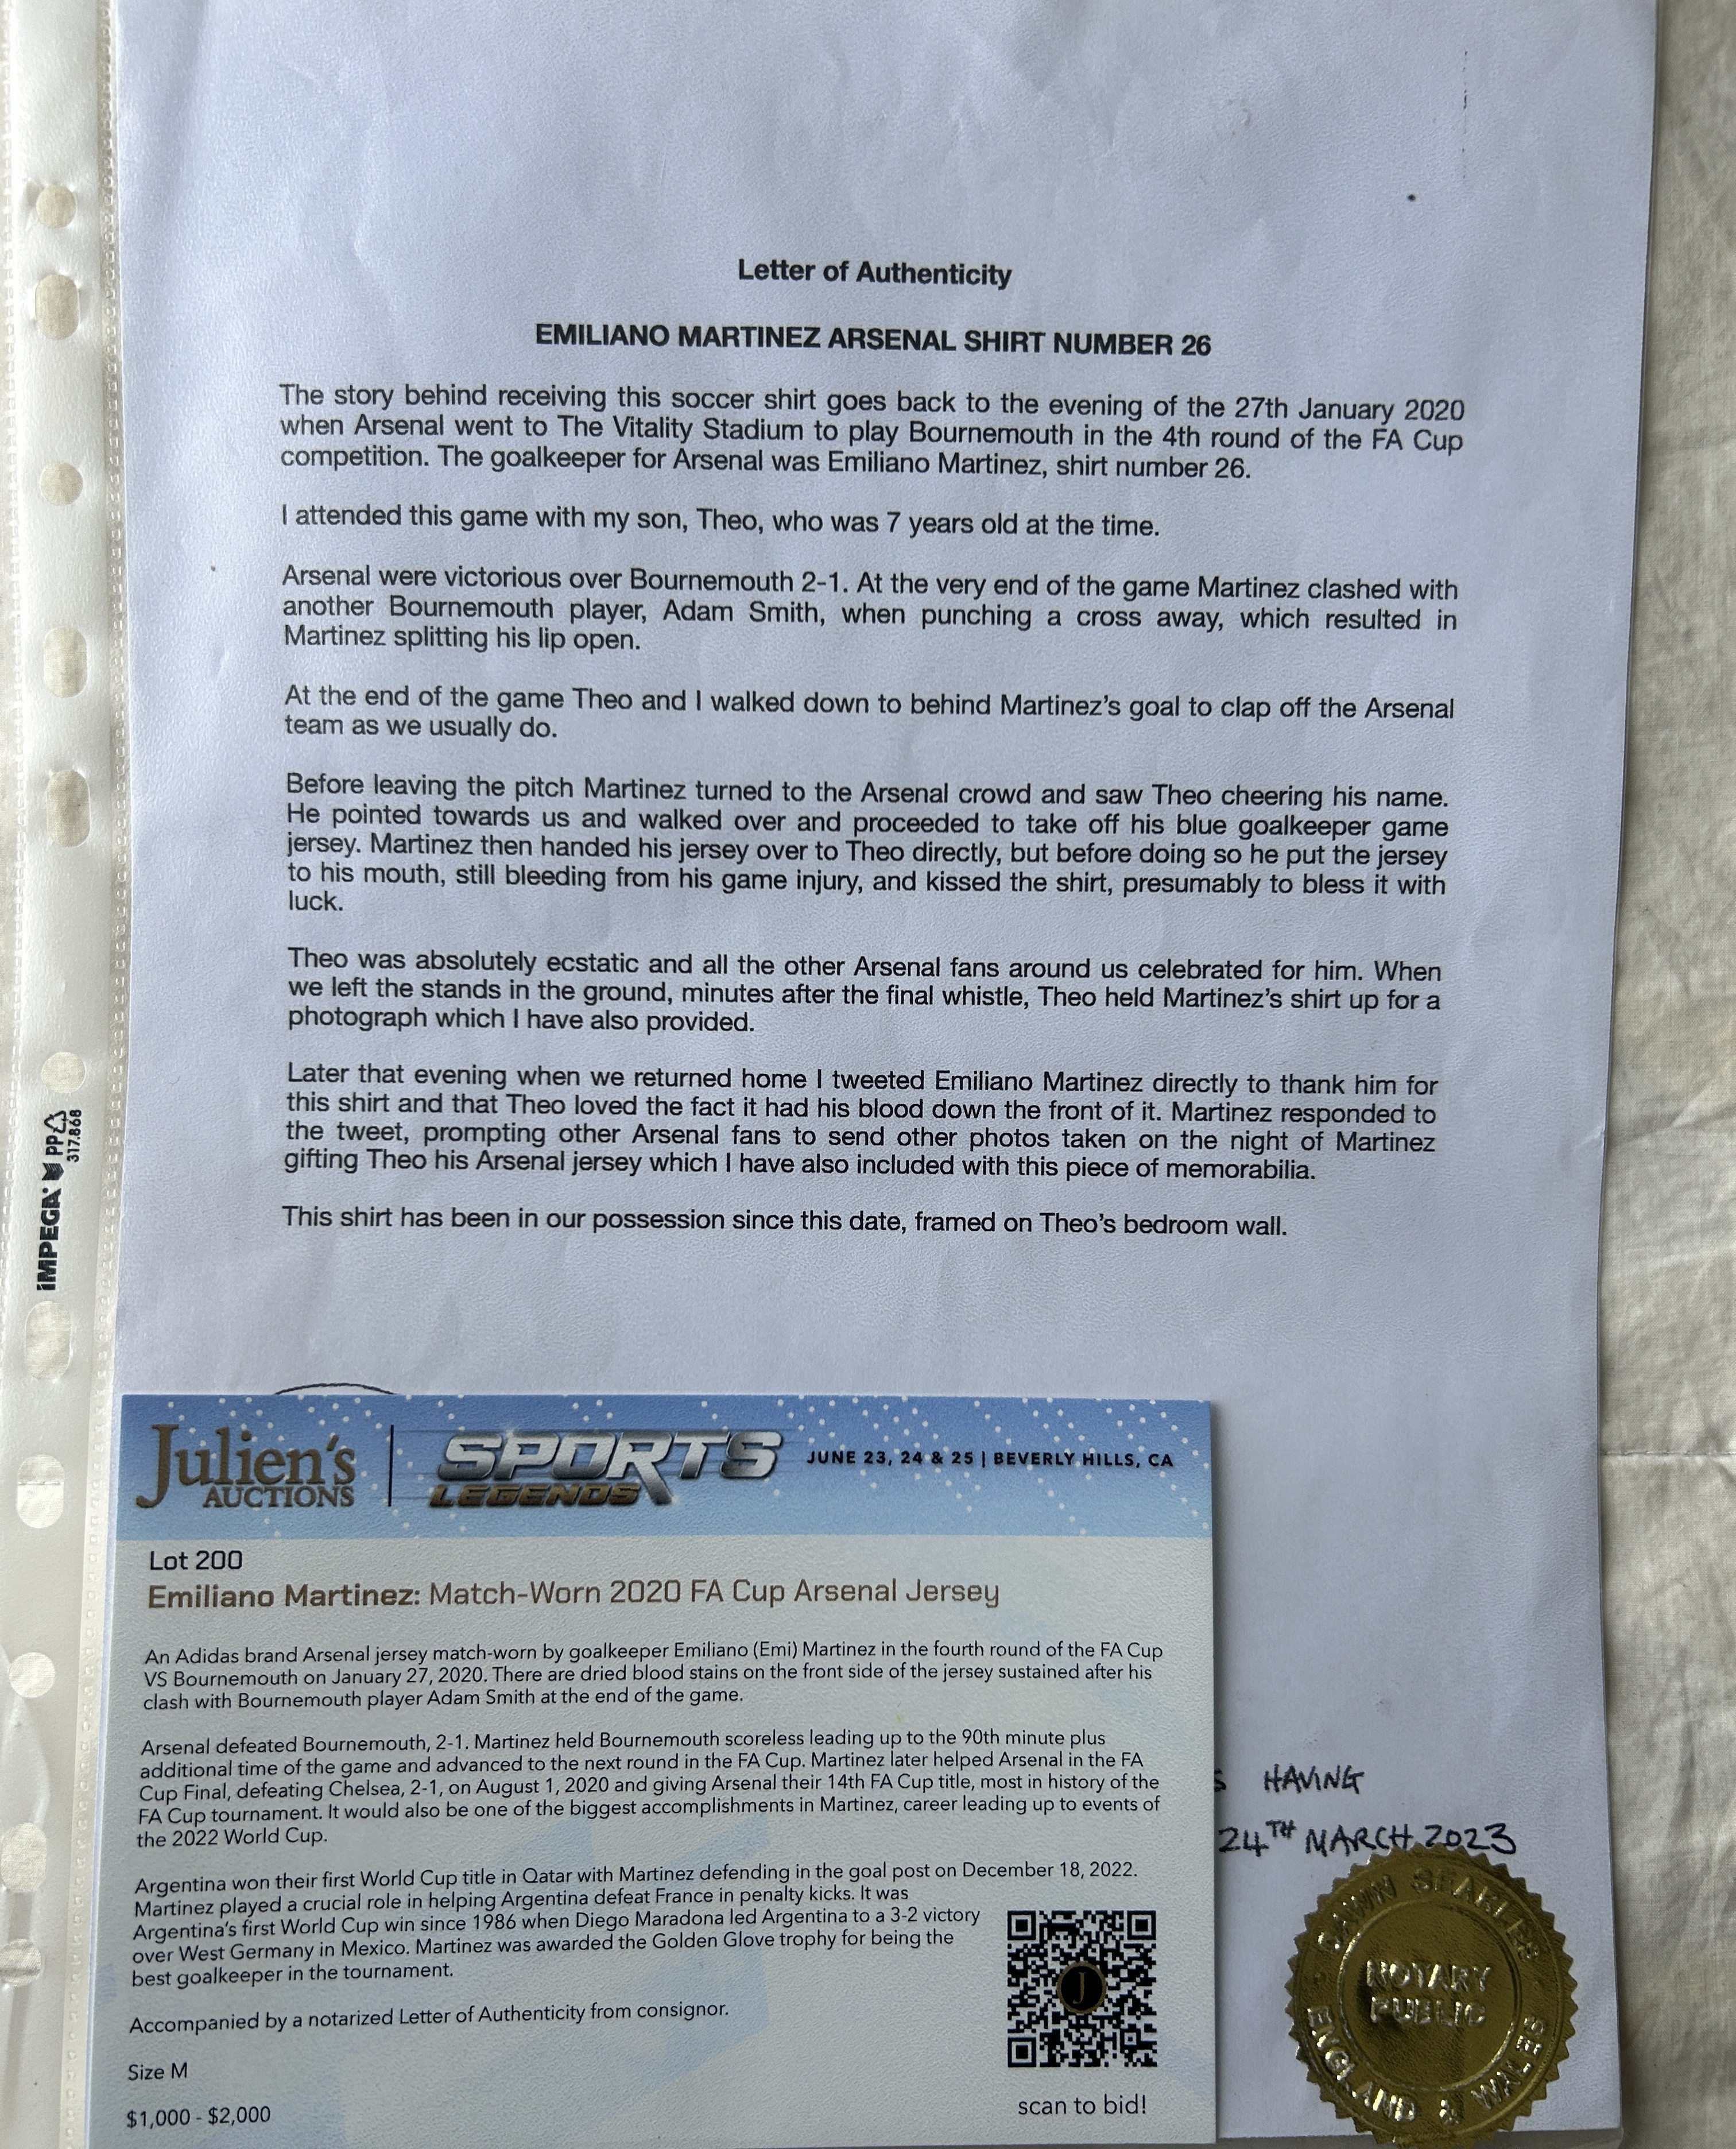 Letter of Authenticity
EMILIANO MARTINEZ ARSENAL SHIRT NUMBER 26
The story behind receiving this soccer shirt goes back to the evening of the 27th January 2020
when Arsenal went to The Vitality Stadium to play Bournemouth in the 4th round of the FA Cup
competition. The goalkeeper for Arsenal was Emiliano Martinez, shirt number 26.
I attended this game with my son, Theo, who was 7 years old at the time.
Arsenal were victorious over Bournemouth 2-1. At the very end of the game Martinez clashed with
another Bournemouth player, Adam Smith, when punching a cross away, which resulted in
Martinez splitting his lip open.
At the end of the game Theo and I walked down to behind Martinez’s goal to clap off the Arsenal
team as we usually do.
Before leaving the pitch Martinez turned to the Arsenal crowd and saw Theo cheering his name.
He pointed towards us and walked over and proceeded to take off his blue goalkeeper game
jersey. Martinez then handed his jersey over to Theo directly, but before doing so he put the jersey
to his mouth, still bleeding from his game injury, and kissed the shirt, presumably to bless it with
luck.
Theo was absolutely ecstatic and all the other Arsenal fans around us celebrated for him. When
we left the stands in the ground, minutes after the final whistle, Theo held Martinez’s shirt up for a
photograph which I have also provided.
Later that evening when we returned home I tweeted Emiliano Martinez directly to thank him for
this shirt and that Theo loved the fact it had his blood down the front of it. Martinez responded to
the tweet, prompting other Arsenal fans to send other photos taken on the night of Martinez
gifting Theo his Arsenal jersey which I have also included with this piece of memorabilia.
This shirt has been in our possession since this date, framed on Theo’s bedroom wall.
iMPEGA PP
317.868
Julien's
AUCTIONS
SPORTS
LEGENDS
JUNE 23, 24 & 25 | BEVERLY HILLS, CA
Lot 200
Emiliano Martinez: Match-Worn 2020 FA Cup Arsenal Jersey
An Adidas brand Arsenal jersey match-worn by goalkeeper Emiliano (Emi) Martinez in the fourth round of the FA Cup
VS Bournemouth on January 27, 2020. There are dried blood stains on the front side of the jersey sustained after his
clash with Bournemouth player Adam Smith at the end of the game.
Arsenal defeated Bournemouth, 2-1. Martinez held Bournemouth scoreless leading up to the 90th minute plus
additional time of the game and advanced to the next round in the FA Cup. Martinez later helped Arsenal in the FA
Cup Final, defeating Chelsea, 2-1, on August 1, 2020 and giving Arsenal their 14th FA Cup title, most in history of the
FA Cup tournament. It would also be one of the biggest accomplishments in Martinez, career leading up to events of
the 2022 World Cup.
Argentina won their first World Cup title in Qatar with Martinez defending in the goal post on December 18, 2022.
Martinez played a crucial role in helping Argentina defeat France in penalty kicks. It was
Argentina's first World Cup win since 1986 when Diego Maradona led Argentina to a 3-2 victory
over West Germany in Mexico. Martinez was awarded the Golden Glove trophy for being the
best goalkeeper in the tournament.
Accompanied by a notarized Letter of Authenticity from consignor.
Size M
$1,000 - $2,000
J
scan to bid!
S HAVING
24TH MARCH 2023
DAWN SEARLES
NOTARY
PUBLIC
ENGLAND & WALES